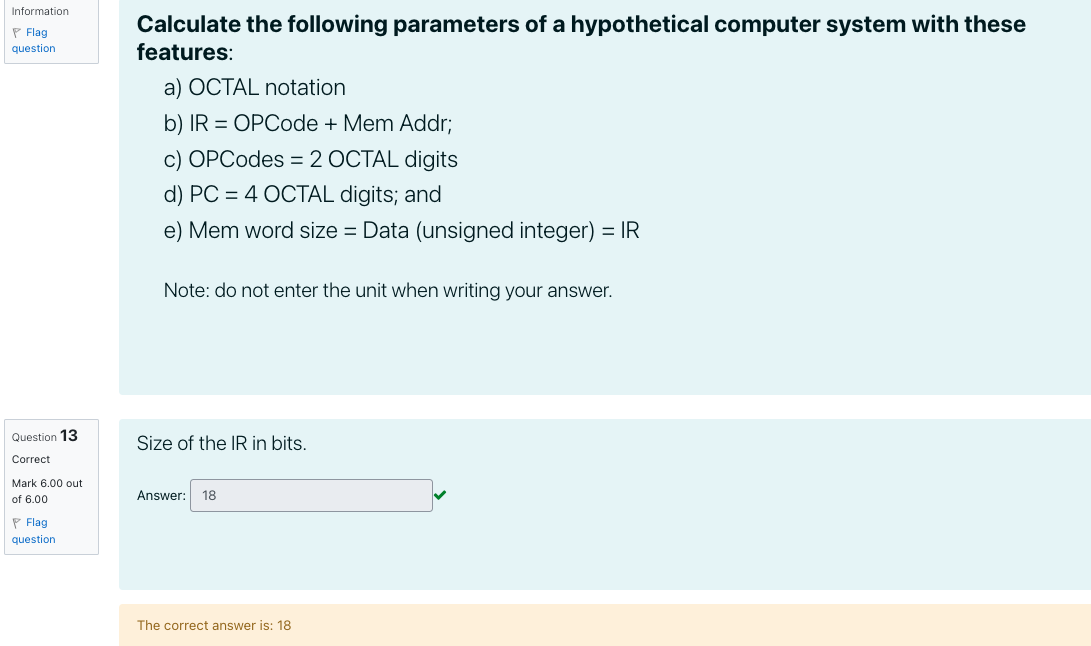 Information
Flag
question
Calculate the following parameters of a hypothetical computer system with these
features:
a) OCTAL notation
b) IR = OPCode + Mem Addr;
c) OPCodes = 2 OCTAL digits
d) PC = 4 OCTAL digits; and
e) Mem word size = Data (unsigned integer) = IR
Note: do not enter the unit when writing your answer.
Question 13
Correct
Mark 6.00 out
of 6.00
Flag
question
Size of the IR in bits.
Answer: 18
The correct answer is: 18